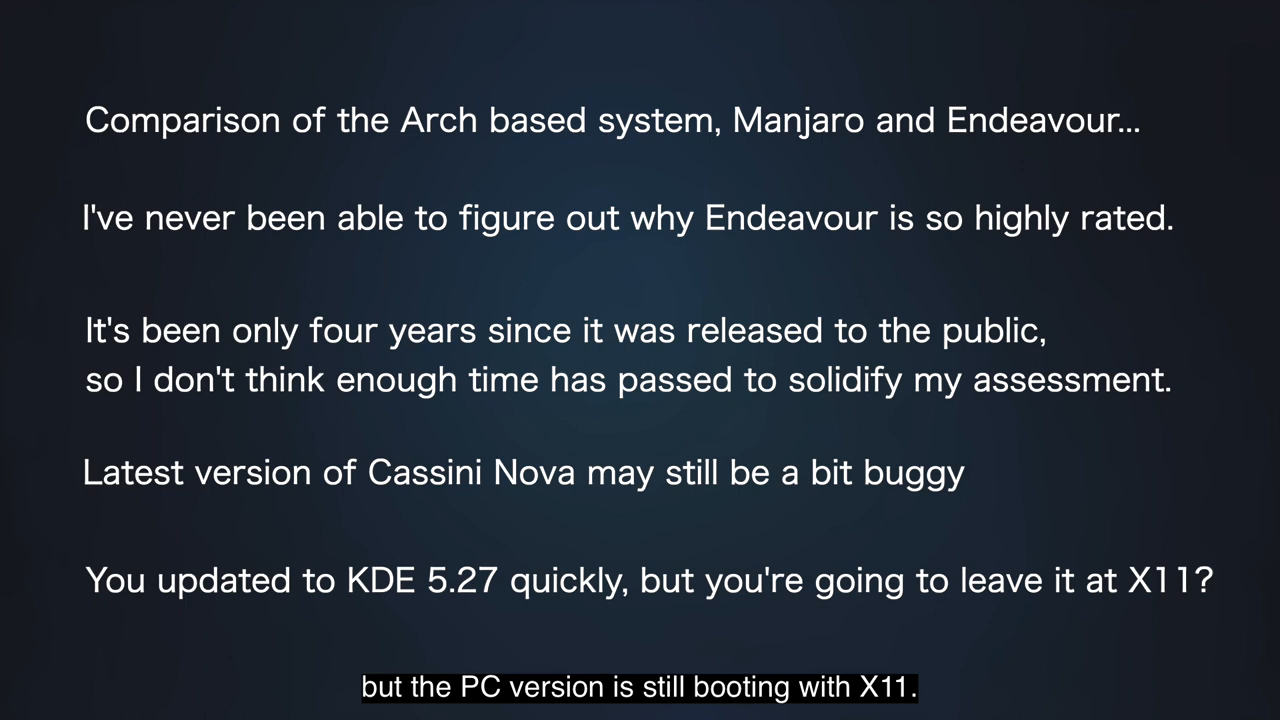 Comparison of the Arch based system, Manjaro and Endeavour...
I've never been able to figure out why Endeavour is so highly rated.
It's been only four years since it was released to the public,
so I don't think enough time has passed to solidify my assessment.
Latest version of Cassini Nova may still be a bit buggy
You updated to KDE 5.27 quickly, but you're going to leave it at X11?
but the PC version is still booting with X11.